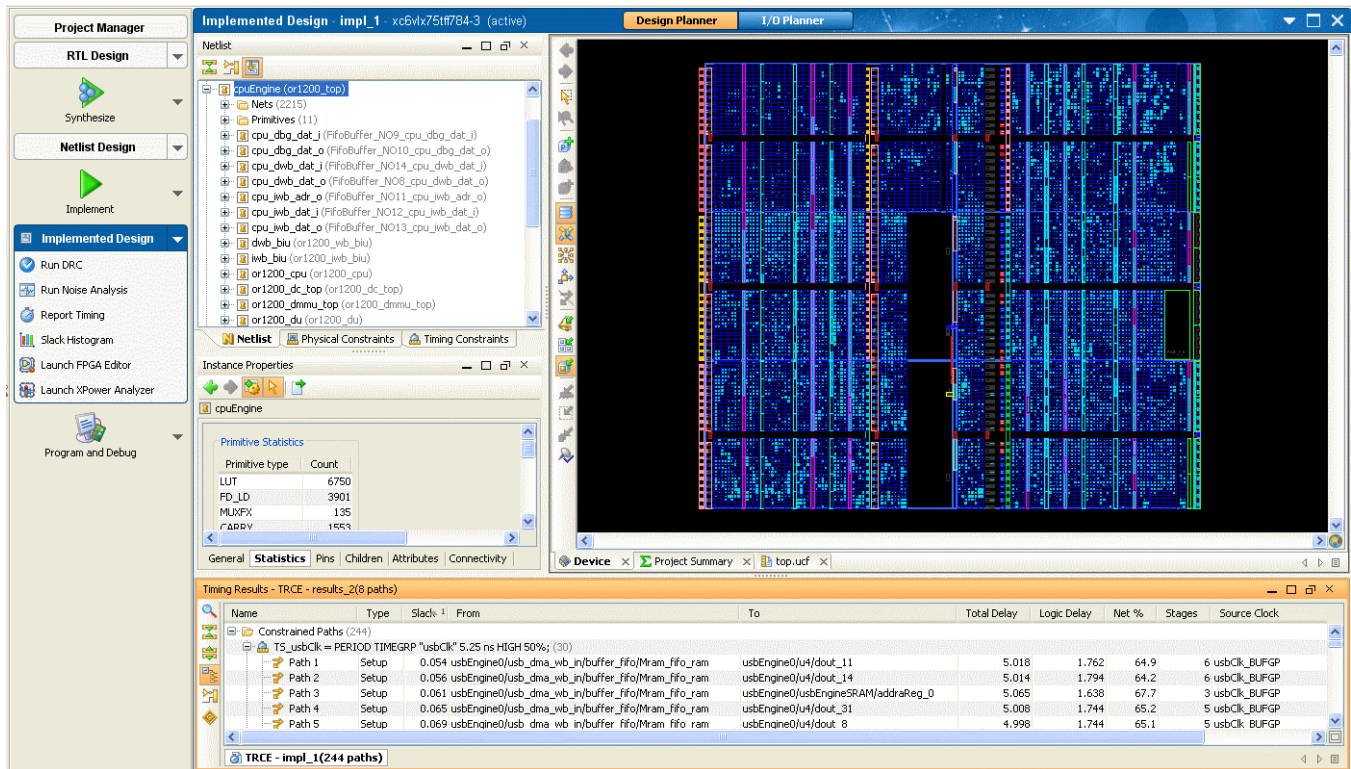 Project Manager
RTL Design
Synthesize
Netlist Design
Implement
Implemented Design
Run DRC
Run Noise Analysis
Report Timing
Slack Histogram
Launch FPGA Editor
Launch XPower Analyzer
Program and Debug
Implemented Design - impl_1 - xc6vlx75tff784-3 (active)
Design Planner
I/O Planner
Netlist
cpuEngine (or1200_top)
Nets (2215)
Primitives (11)
cpu_dbg_dat_i (FifoBuffer_NO9_cpu_dbg_dat_i)
cpu_dbg_dat_o (FifoBuffer_NO10_cpu_dbg_dat_o)
cpu_dwb_dat_i (FifoBuffer_NO14_cpu_dwb_dat_i)
cpu_dwb_dat_o (FifoBuffer_NO8_cpu_dwb_dat_o)
cpu_iwb_adr_o (FifoBuffer_NO11_cpu_iwb_adr_o)
cpu_iwb_dat_i (FifoBuffer_NO12_cpu_iwb_dat_i)
cpu_iwb_dat_o (FifoBuffer_NO13_cpu_iwb_dat_o)
dwb_biu (or1200_wb_biu)
iwb_biu (or1200_iwb_biu)
or1200_cpu (or1200_cpu)
or1200_dc_top (or1200_dc_top)
or1200_dmmu_top (or1200_dmmu_top)
or1200_du (or1200_du)
Netlist Physical Constraints Timing Constraints
Instance Properties
cpuEngine
Primitive Statistics
Primitive type Count
LUT 6750
FD_LD 3901
MUXFX 135
CARRY 1553
General Statistics Pins Children Attributes Connectivity
Device Project Summary top.ucf
Timing Results - TRCE - results_2(8 paths)
Name Type Slack 1 From To Total Delay Logic Delay Net % Stages Source Clock
Constrained Paths (244)
TS_usbClk = PERIOD TIMEGRP "usbClk" 5.25 ns HIGH 50%; (30)
Path 1 Setup 0.054 usbEngine0/usb_dma_wb_in/buffer_fifo/Mram_fifo_ram usbEngine0/u4/dout_11 5.018 1.762 64.9 6 usbClk_BUFGP
Path 2 Setup 0.056 usbEngine0/usb_dma_wb_in/buffer_fifo/Mram_fifo_ram usbEngine0/u4/dout_14 5.014 1.794 64.2 6 usbClk_BUFGP
Path 3 Setup 0.061 usbEngine0/usb_dma_wb_in/buffer_fifo/Mram_fifo_ram usbEngine0/usbEngineSRAM/addraReg_0 5.065 1.638 67.7 3 usbClk_BUFGP
Path 4 Setup 0.065 usbEngine0/usb_dma_wb_in/buffer_fifo/Mram_fifo_ram usbEngine0/u4/dout_31 5.008 1.744 65.2 5 usbClk_BUFGP
Path 5 Setup 0.069 usbEngine0/usb_dma_wb_in/buffer_fifo/Mram_fifo_ram usbEngine0/u4/dout_8 4.998 1.744 65.1 5 usbClk_BUFGP
TRCE - impl_1(244 paths)